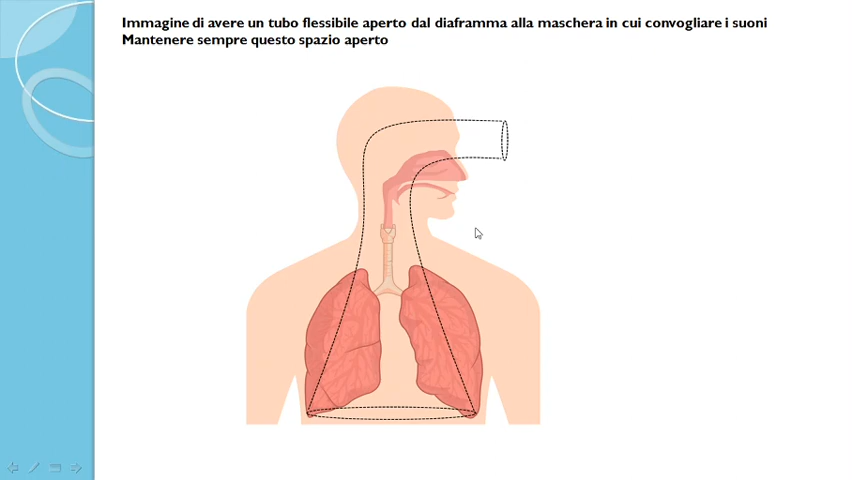 Immagine di avere un tubo flessibile aperto dal diaframma alla maschera in cui convogliare i suoni
Mantenere sempre questo spazio aperto